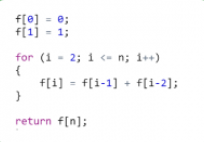 f[0] = 0;
f[1] = 1;
for (i = 2; i <= n; i++)
{
f[i] = f[i-1] + f[i-2];
}
return f[n];